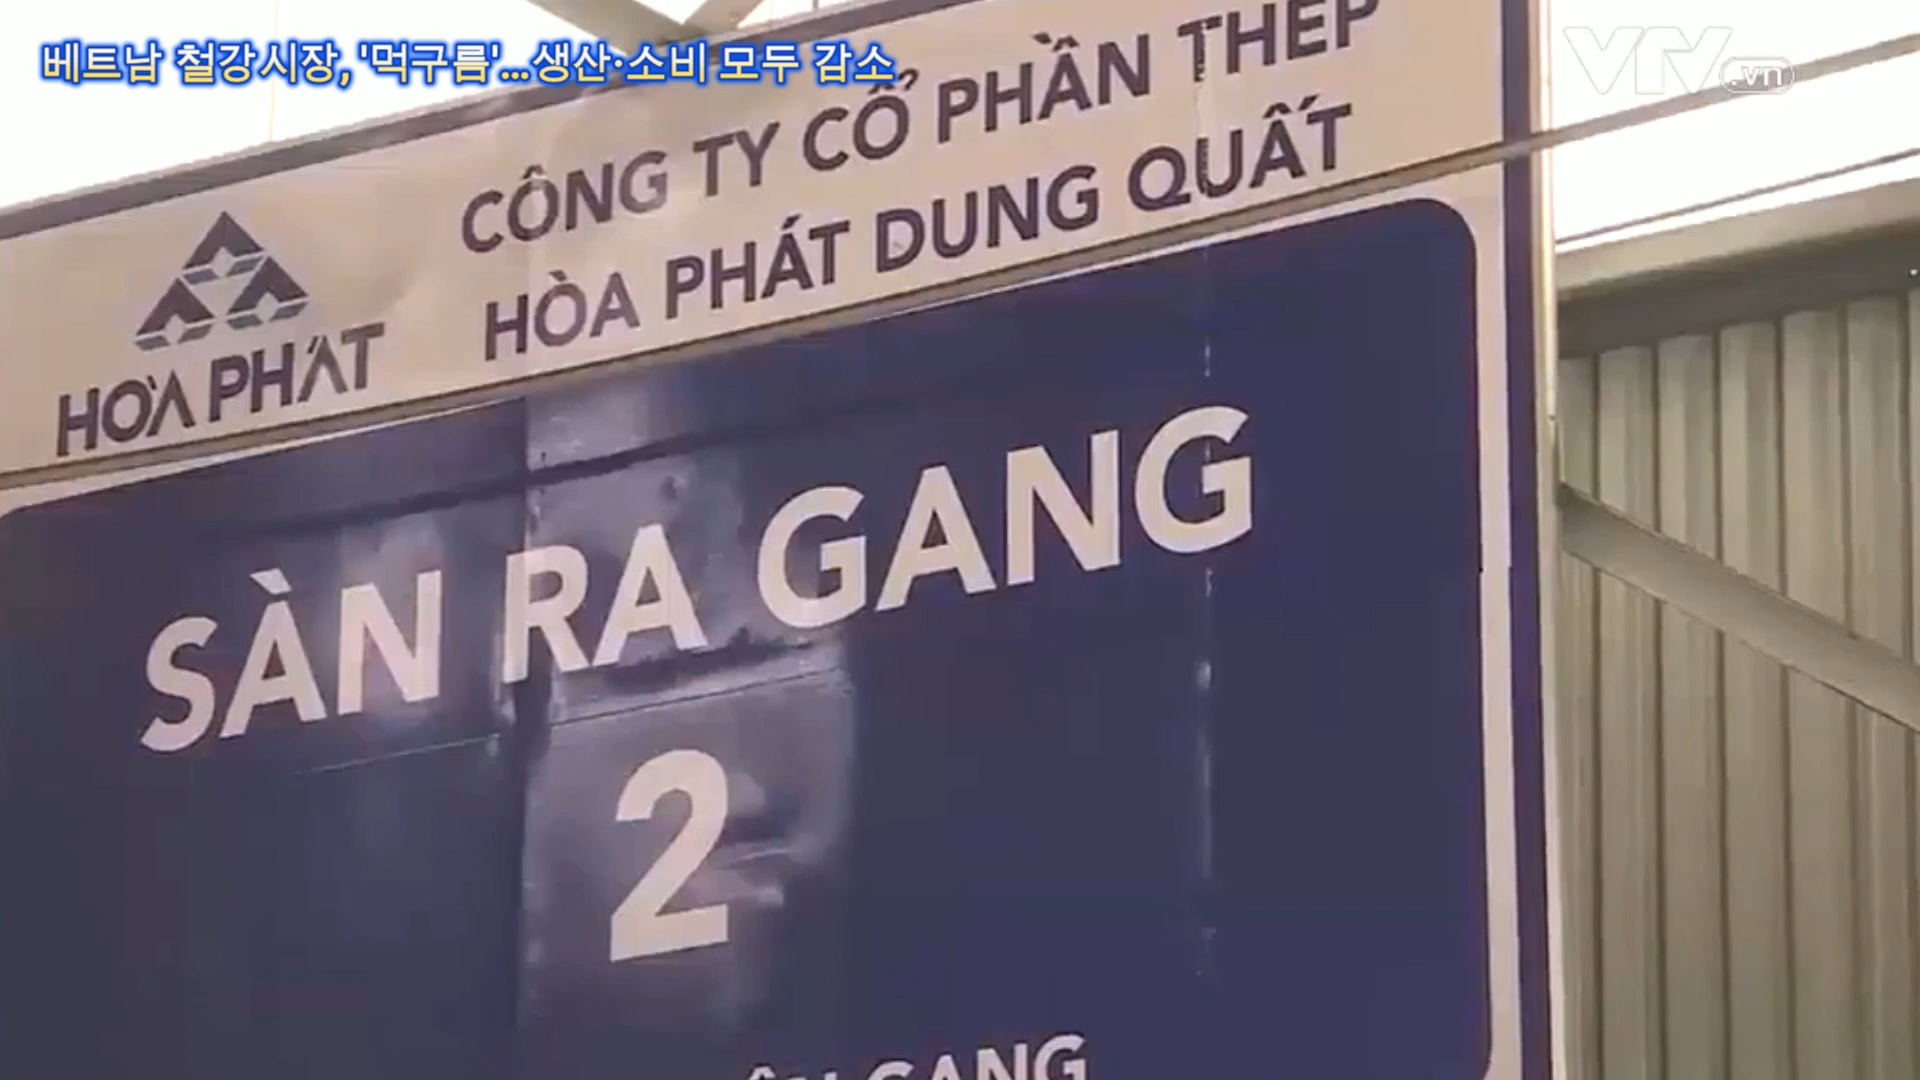 베트남 철강시장, '먹구름'...생산·소비 모두 감소
VTV.vn
CÔNG TY CỔ PHẦN THÉP
HÒA PHÁT DUNG QUẤT
HÒA PHÁT
SÀN RA GANG
2
GANG